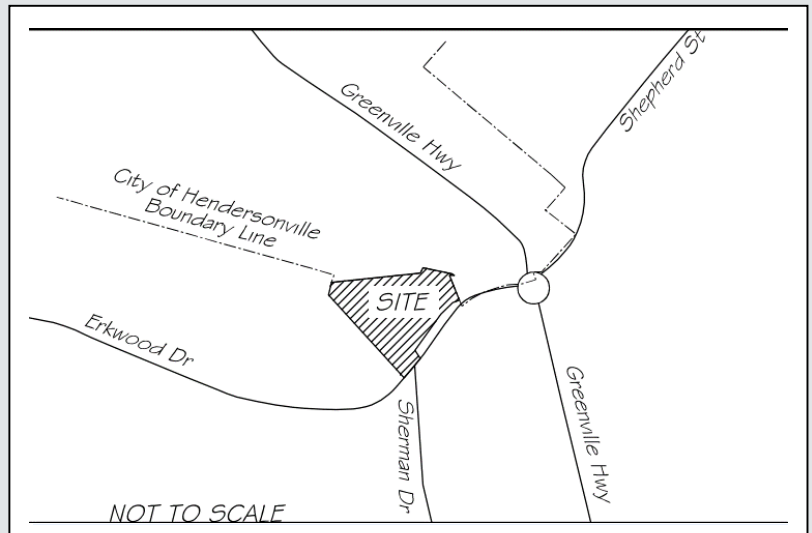 Shepherd St
Greenville Hwy
City of Hendersonville
Boundary Line
SITE
Erkwood Dr
Sherman Dr
Greenville Hwy
NOT TO SCALE